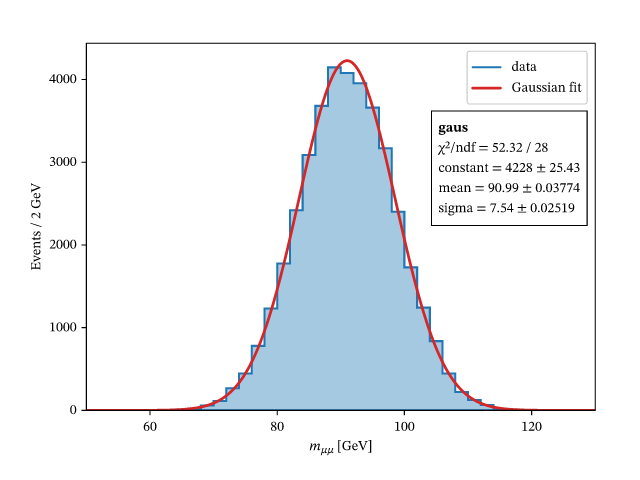 data
Gaussian fit
gaus
χ²/ndf = 52.32 / 28
constant = 4228 ± 25.43
mean = 90.99 ± 0.03774
sigma = 7.54 ± 0.02519
Events / 2 GeV
4000
3000
2000
1000
0
60 80 100 120
mμμ [GeV]